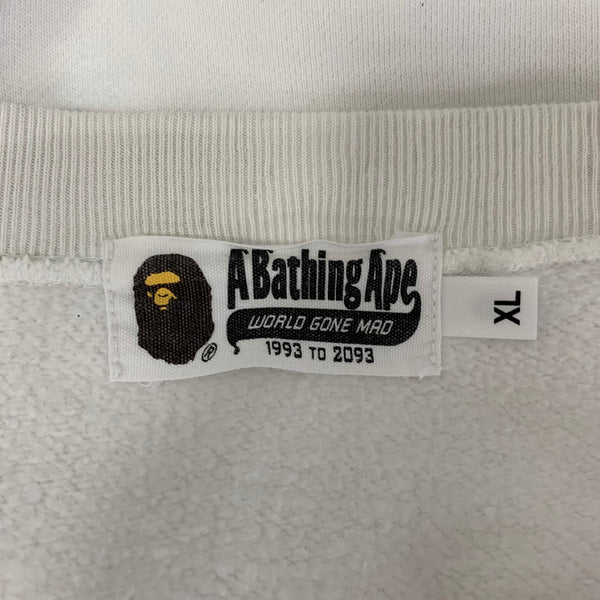 A Bathing Ape
WORLD GONE MAD
1993 TO 2093
®
XL